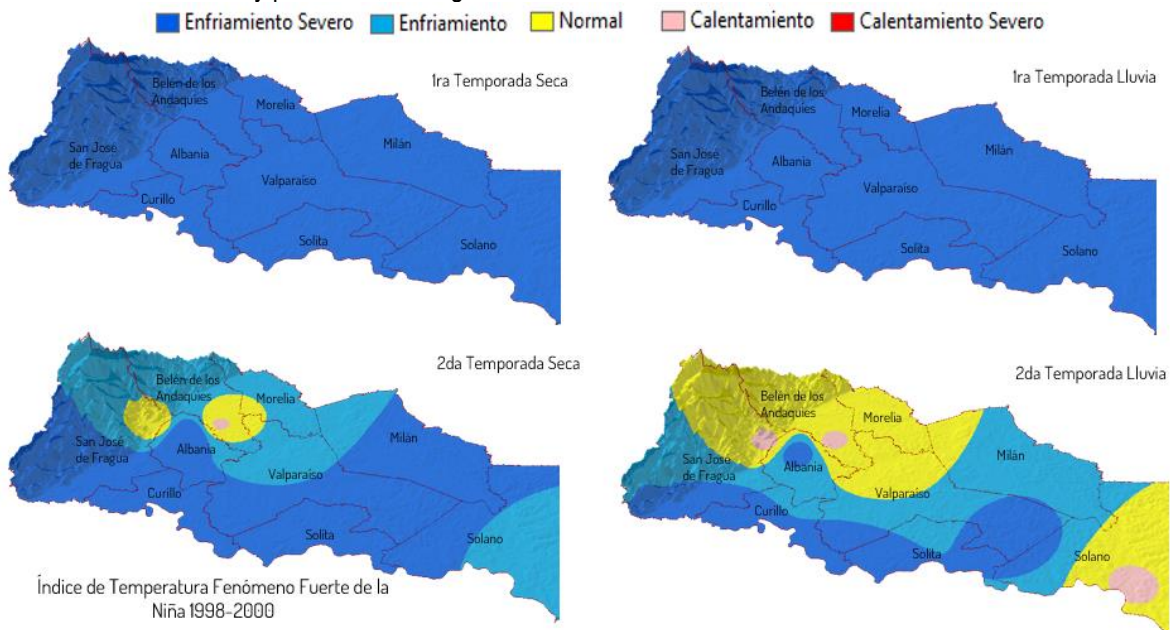 Enfriamiento Severo Enfriamiento Normal Calentamiento Calentamiento Severo
1ra Temporada Seca
Belén de los
Andaquies
Morelia
Milán
San José
de Fragua
Albania
Valparaíso
Curillo
Solita
Solano
1ra Temporada Lluvia
Belén de los
Andaquies
Morelia
Milán
San José
de Fragua
Albania
Valparaíso
Curillo
Solita
Solano
2da Temporada Seca
Belén de los
Andaquies
Morelia
Milán
San José
de Fragua
Albania
Valparaíso
Curillo
Solita
Solano
Índice de Temperatura Fenómeno Fuerte de la
Niña 1998-2000
2da Temporada Lluvia
Belén de los
Andaquies
Morelia
Milán
San José
de Fragua
Albania
Valparaíso
Curillo
Solita
Solano